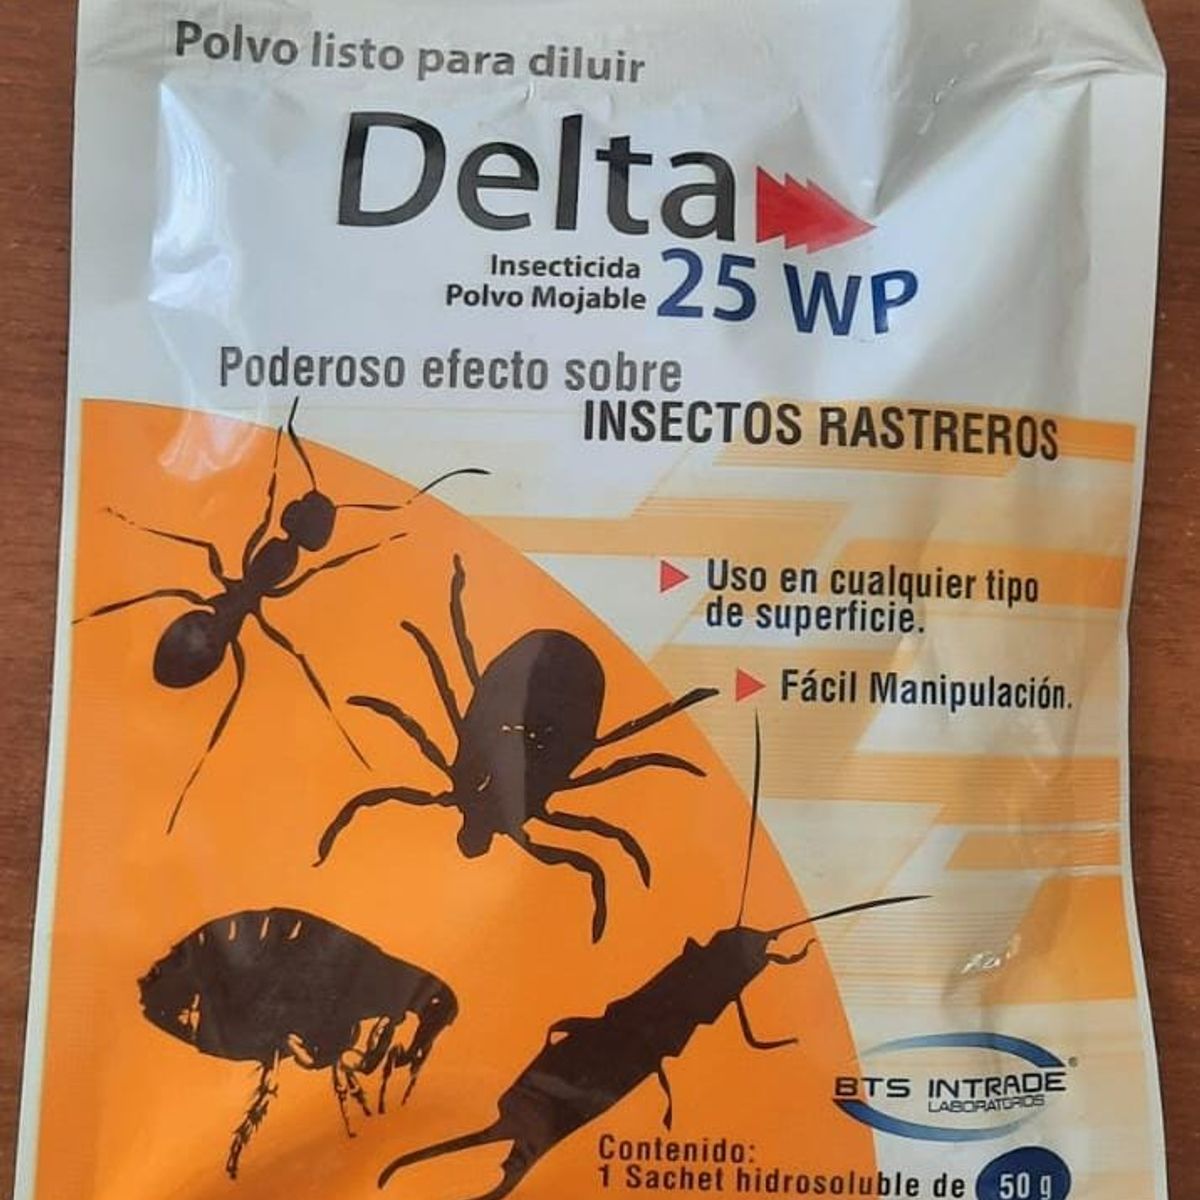 Polvo listo para diluir
Delta
Insecticida
Polvo Mojable
25 WP
Poderoso efecto sobre
INSECTOS RASTREROS
Uso en cualquier tipo
de superficie.
Fácil Manipulación.
BTS INTRADE®
LABORATORIOS
Contenido:
1 Sachet hidrosoluble de 50 g